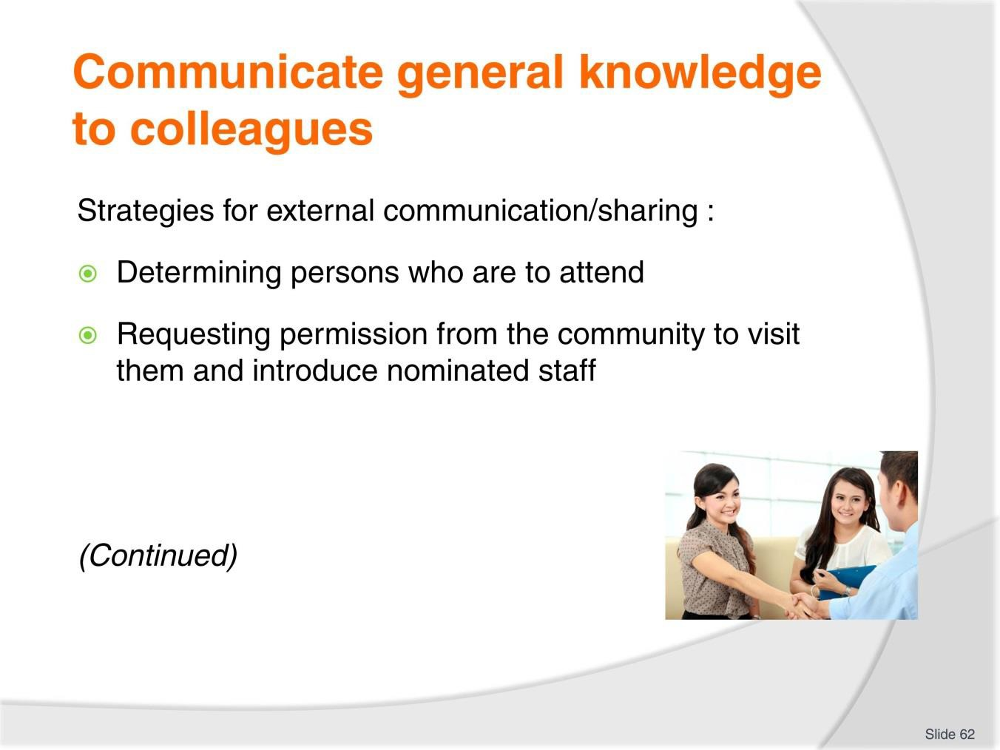 Communicate general knowledge
to colleagues
Strategies for external communication/sharing :
Determining persons who are to attend
Requesting permission from the community to visit
them and introduce nominated staff
(Continued)
Slide 62